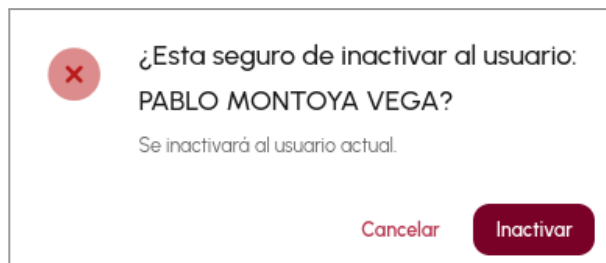 ¿Esta seguro de inactivar al usuario:
PABLO MONTOYA VEGA?
Se inactivará al usuario actual.
Cancelar
Inactivar